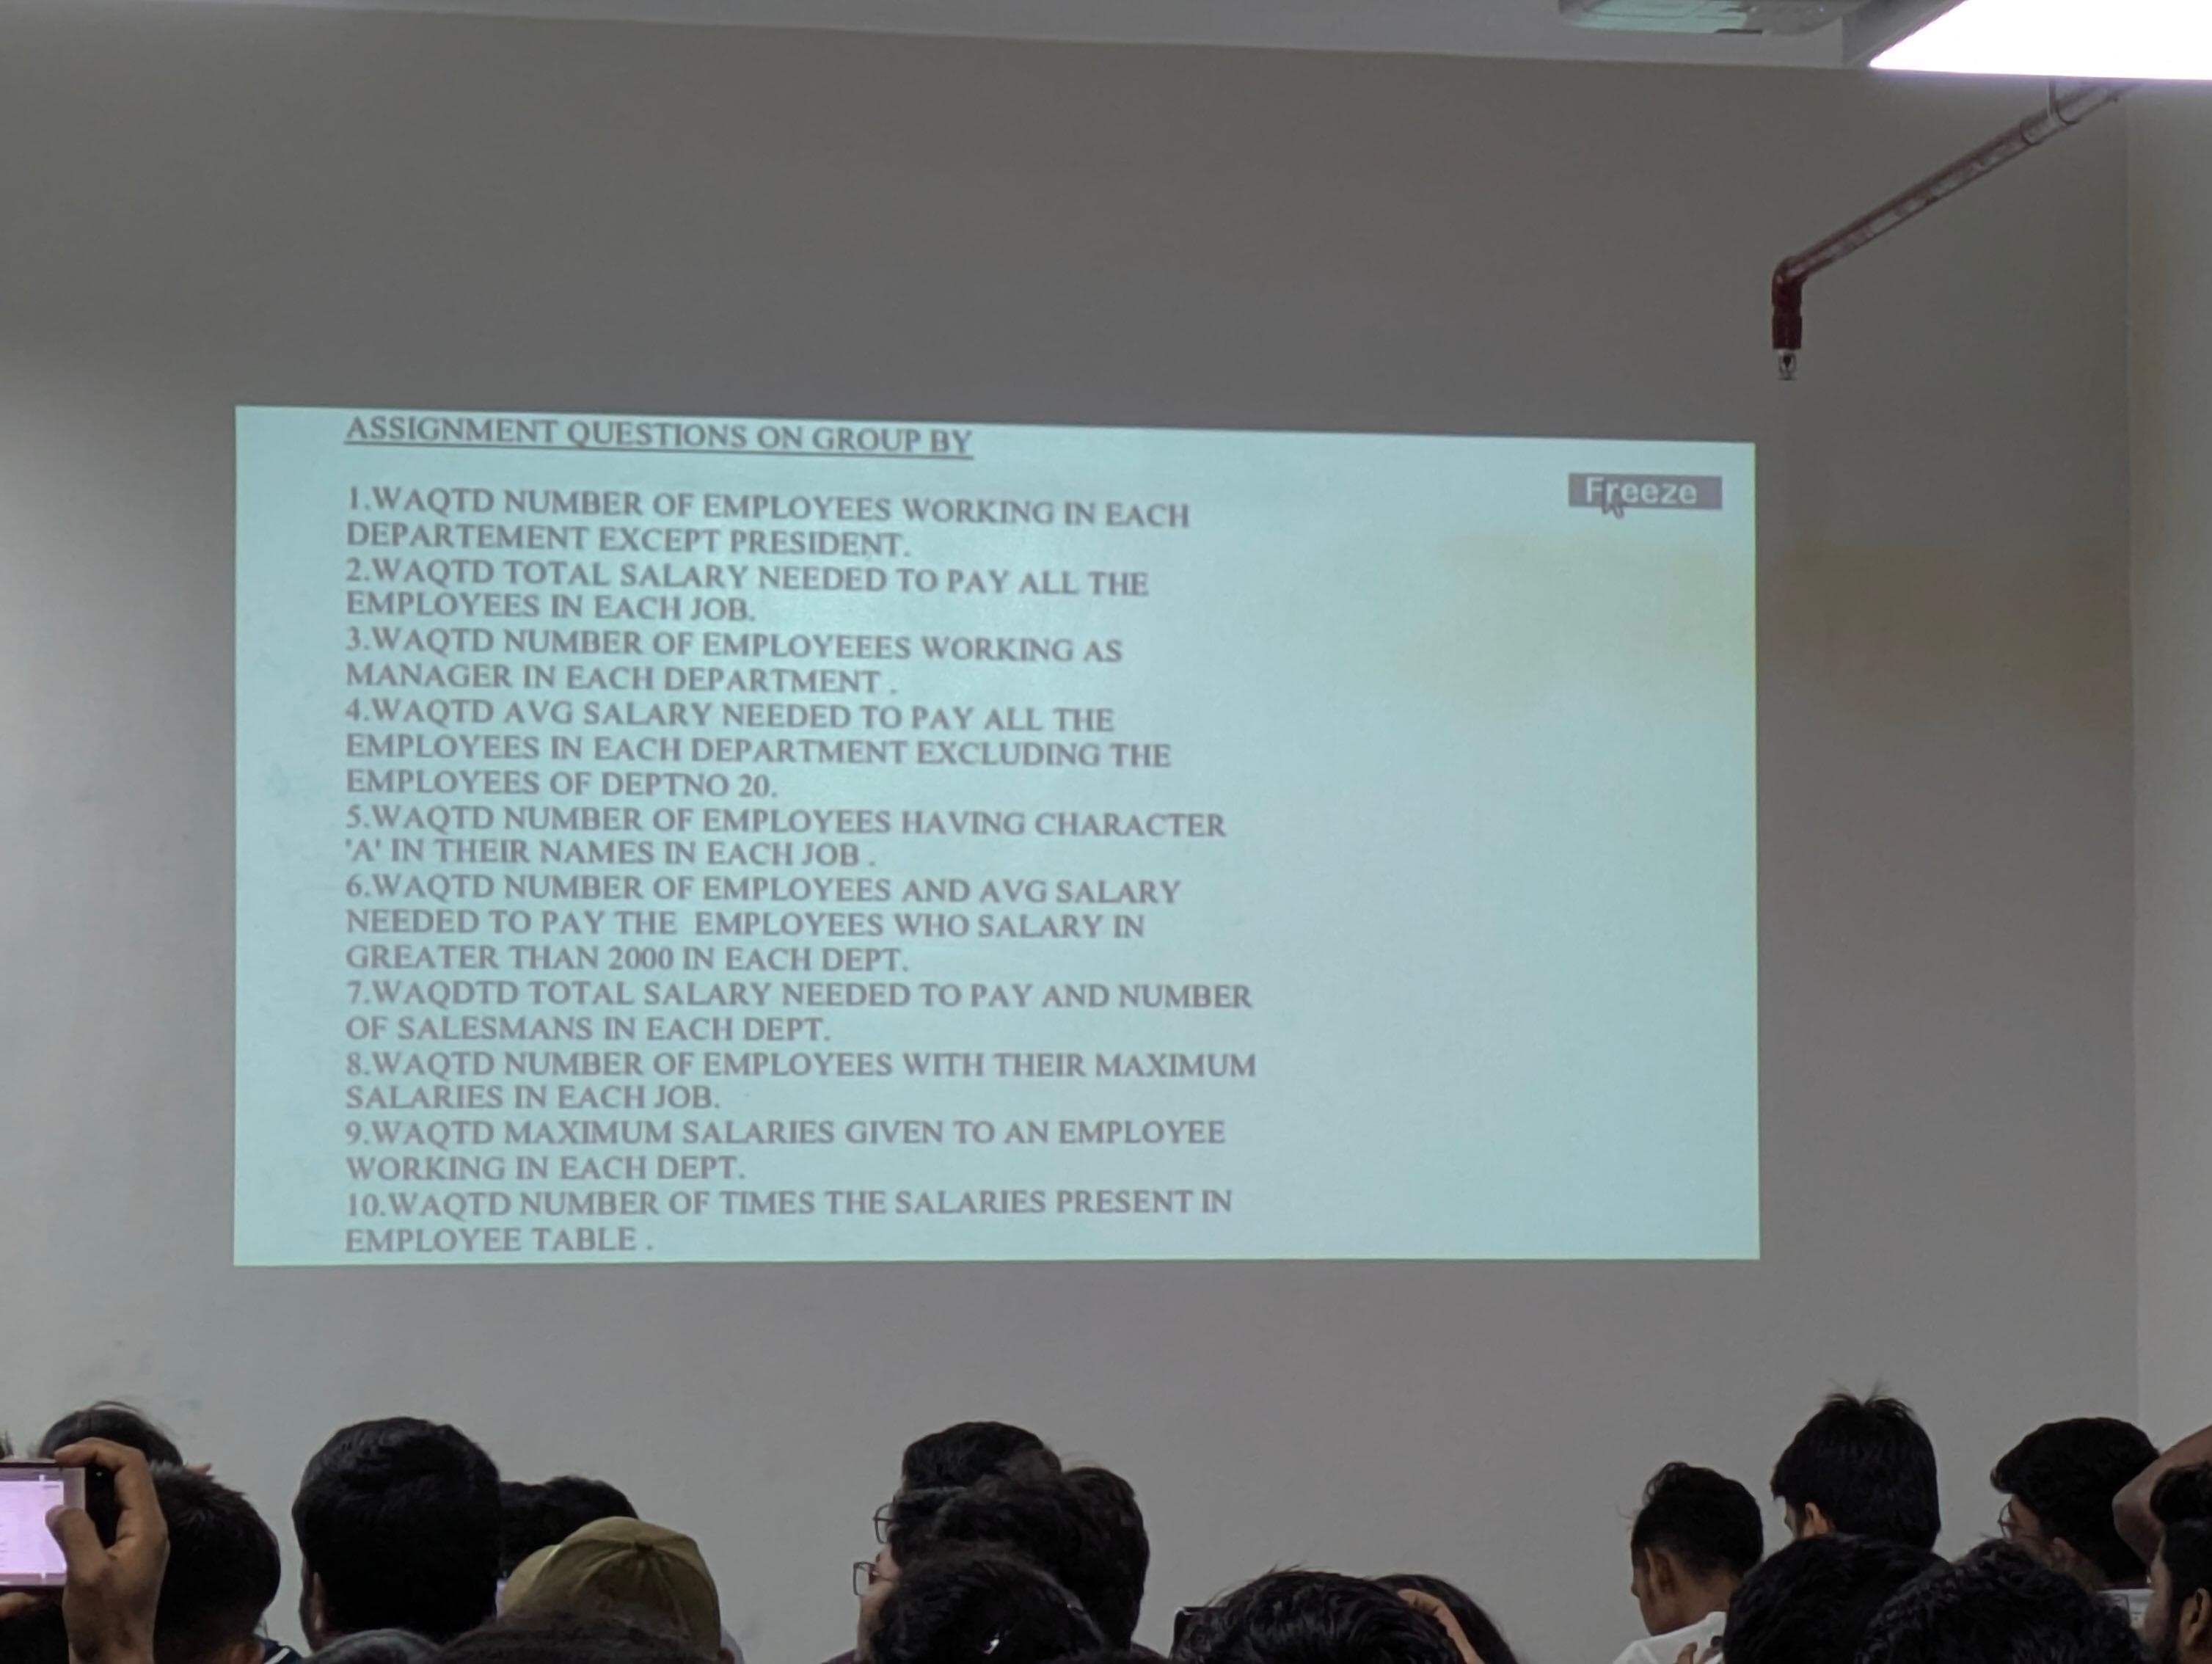 ASSIGNMENT QUESTIONS ON GROUP BY
Freeze
1.WAQTD NUMBER OF EMPLOYEES WORKING IN EACH
DEPARTEMENT EXCEPT PRESIDENT.
2.WAQTD TOTAL SALARY NEEDED TO PAY ALL THE
EMPLOYEES IN EACH JOB.
3.WAQTD NUMBER OF EMPLOYEEES WORKING AS
MANAGER IN EACH DEPARTMENT .
4.WAQTD AVG SALARY NEEDED TO PAY ALL THE
EMPLOYEES IN EACH DEPARTMENT EXCLUDING THE
EMPLOYEES OF DEPTNO 20.
5.WAQTD NUMBER OF EMPLOYEES HAVING CHARACTER
'A' IN THEIR NAMES IN EACH JOB .
6.WAQTD NUMBER OF EMPLOYEES AND AVG SALARY
NEEDED TO PAY THE  EMPLOYEES WHO SALARY IN
GREATER THAN 2000 IN EACH DEPT.
7.WAQDTD TOTAL SALARY NEEDED TO PAY AND NUMBER
OF SALESMANS IN EACH DEPT.
8.WAQTD NUMBER OF EMPLOYEES WITH THEIR MAXIMUM
SALARIES IN EACH JOB.
9.WAQTD MAXIMUM SALARIES GIVEN TO AN EMPLOYEE
WORKING IN EACH DEPT.
10.WAQTD NUMBER OF TIMES THE SALARIES PRESENT IN
EMPLOYEE TABLE .